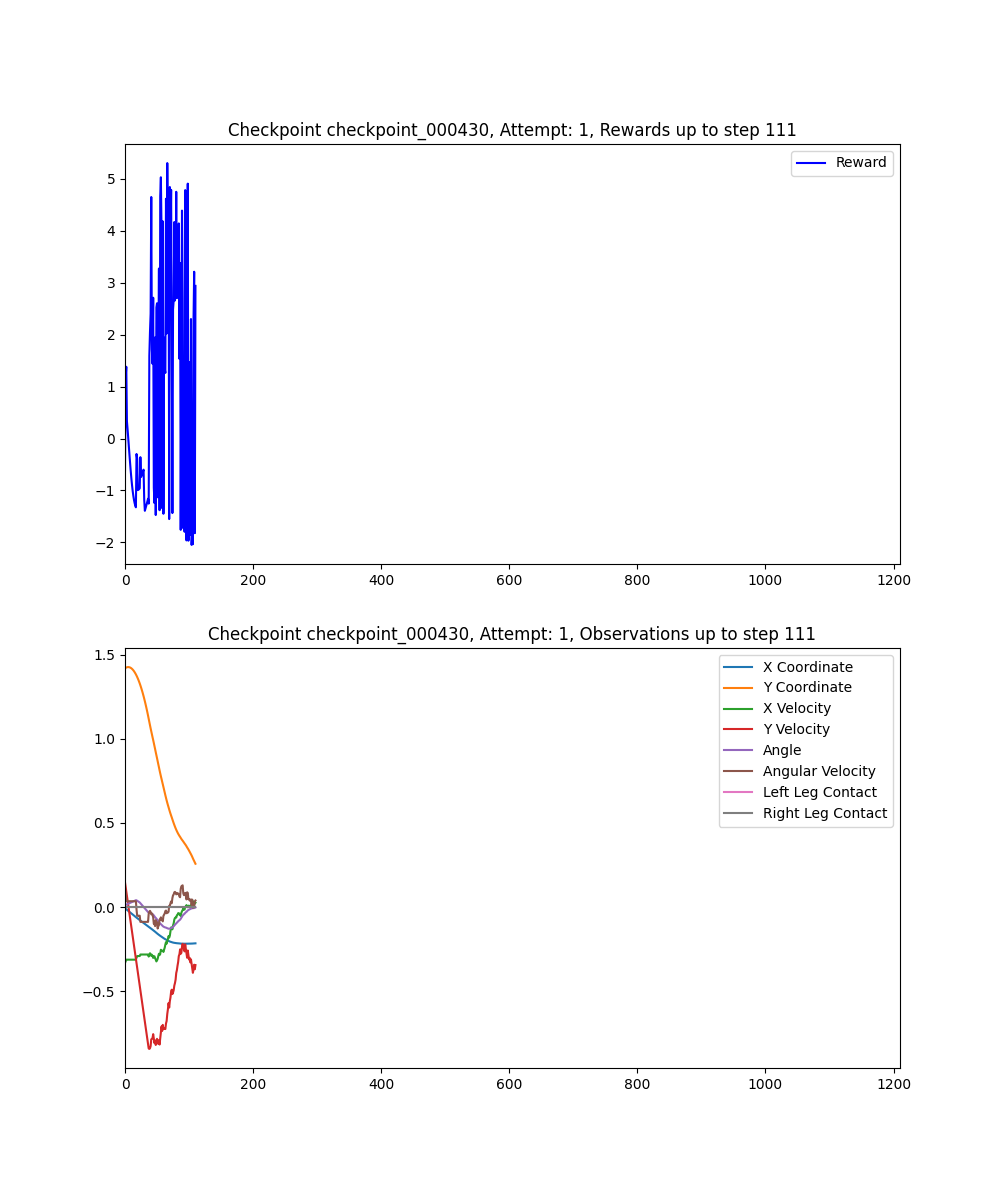 Checkpoint checkpoint_000430, Attempt: 1, Rewards up to step 111
Reward
5
4
3
2
1
0
−1
−2
0 200 400 600 800 1000 1200
Checkpoint checkpoint_000430, Attempt: 1, Observations up to step 111
1.5
1.0
0.5
0.0
−0.5
X Coordinate
Y Coordinate
X Velocity
Y Velocity
Angle
Angular Velocity
Left Leg Contact
Right Leg Contact
0 200 400 600 800 1000 1200